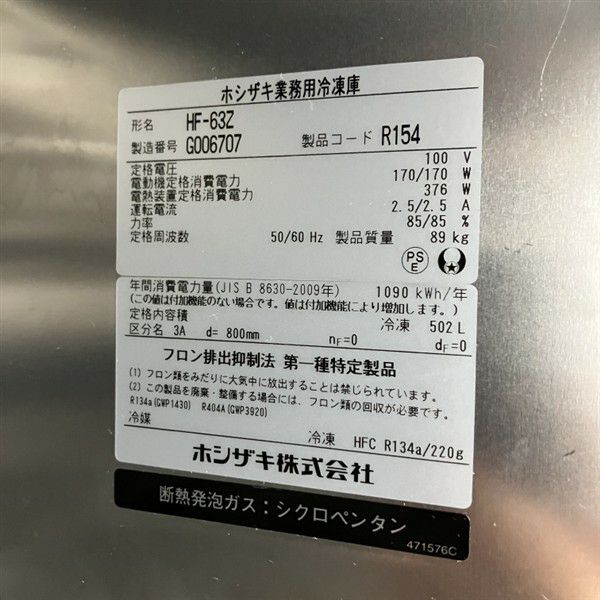 ホシザキ業務用冷凍庫
形名 HF-63Z
製造番号 G006707 製品コード R154
定格電圧 100 V
電動機定格消費電力 170/170 W
電熱装置定格消費電力 376 W
運転電流 2.5/2.5 A
力率 85/85 %
定格周波数 50/60 Hz 製品質量 89 kg
PS
E
年間消費電力量(JIS B 8630-2009年) 1090 kWh/年
(この値は付加機能のない場合です。値は付加機能により増加します。)
定格内容積 冷凍 502 L
区分名 3A d= 800mm nF=0 dF=0
フロン排出抑制法 第一種特定製品
(1) フロン類をみだりに大気中に放出することは禁じられています。
(2) この製品を廃棄・整備する場合には、フロン類の回収が必要です。
R134a(GWP1430) R404A(GWP3920)
冷媒 冷凍 HFC R134a/220g
ホシザキ株式会社
断熱発泡ガス:シクロペンタン
471576C